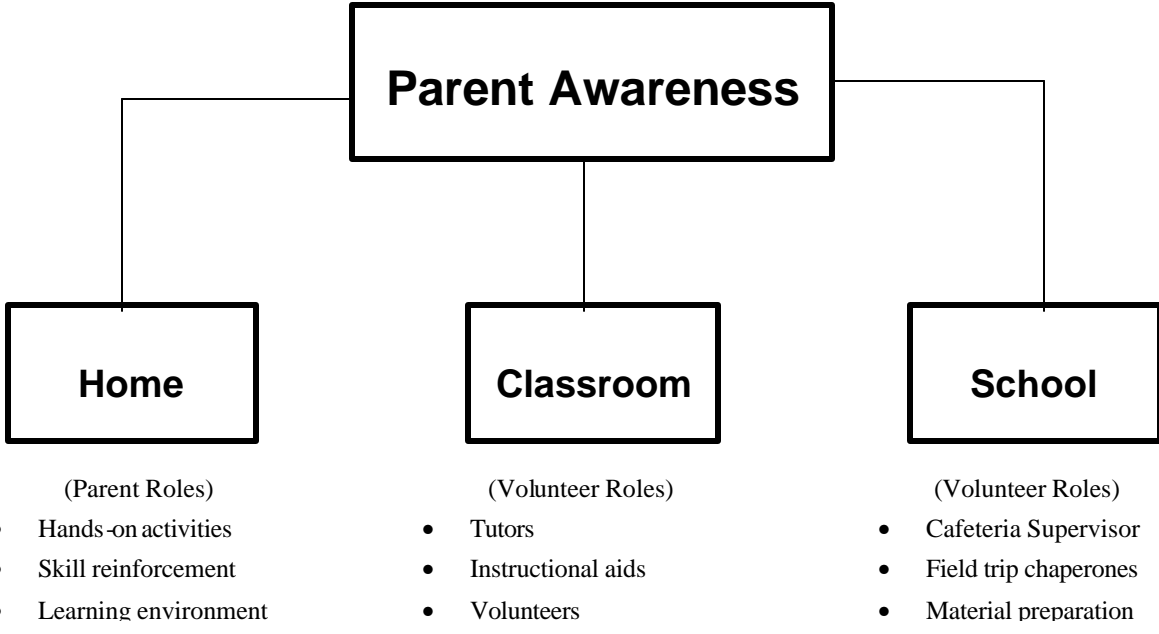 Parent Awareness
Home
Classroom
School
(Parent Roles)
• Hands-on activities
• Skill reinforcement
• Learning environment
(Volunteer Roles)
• Tutors
• Instructional aids
• Volunteers
(Volunteer Roles)
• Cafeteria Supervisor
• Field trip chaperones
• Material preparation